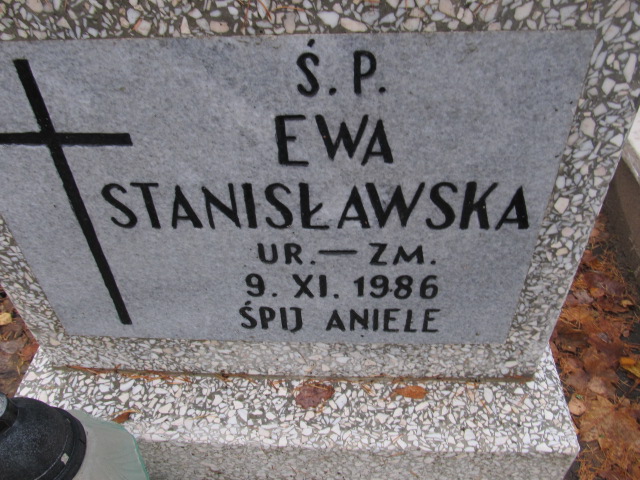 Ś.P.
EWA
STANISŁAWSKA
UR.—ZM.
9. XI. 1986
ŚPIJ ANIELE